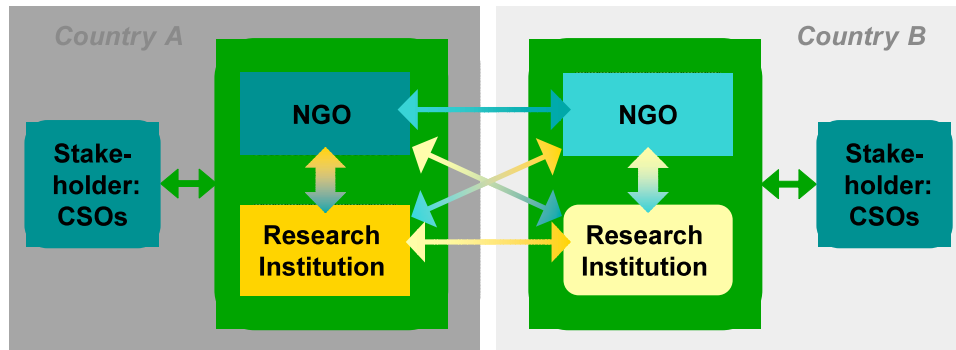 Country A
Country B
NGO
NGO
Stake-
holder:
CSOs
Stake-
holder:
CSOs
Research
Institution
Research
Institution